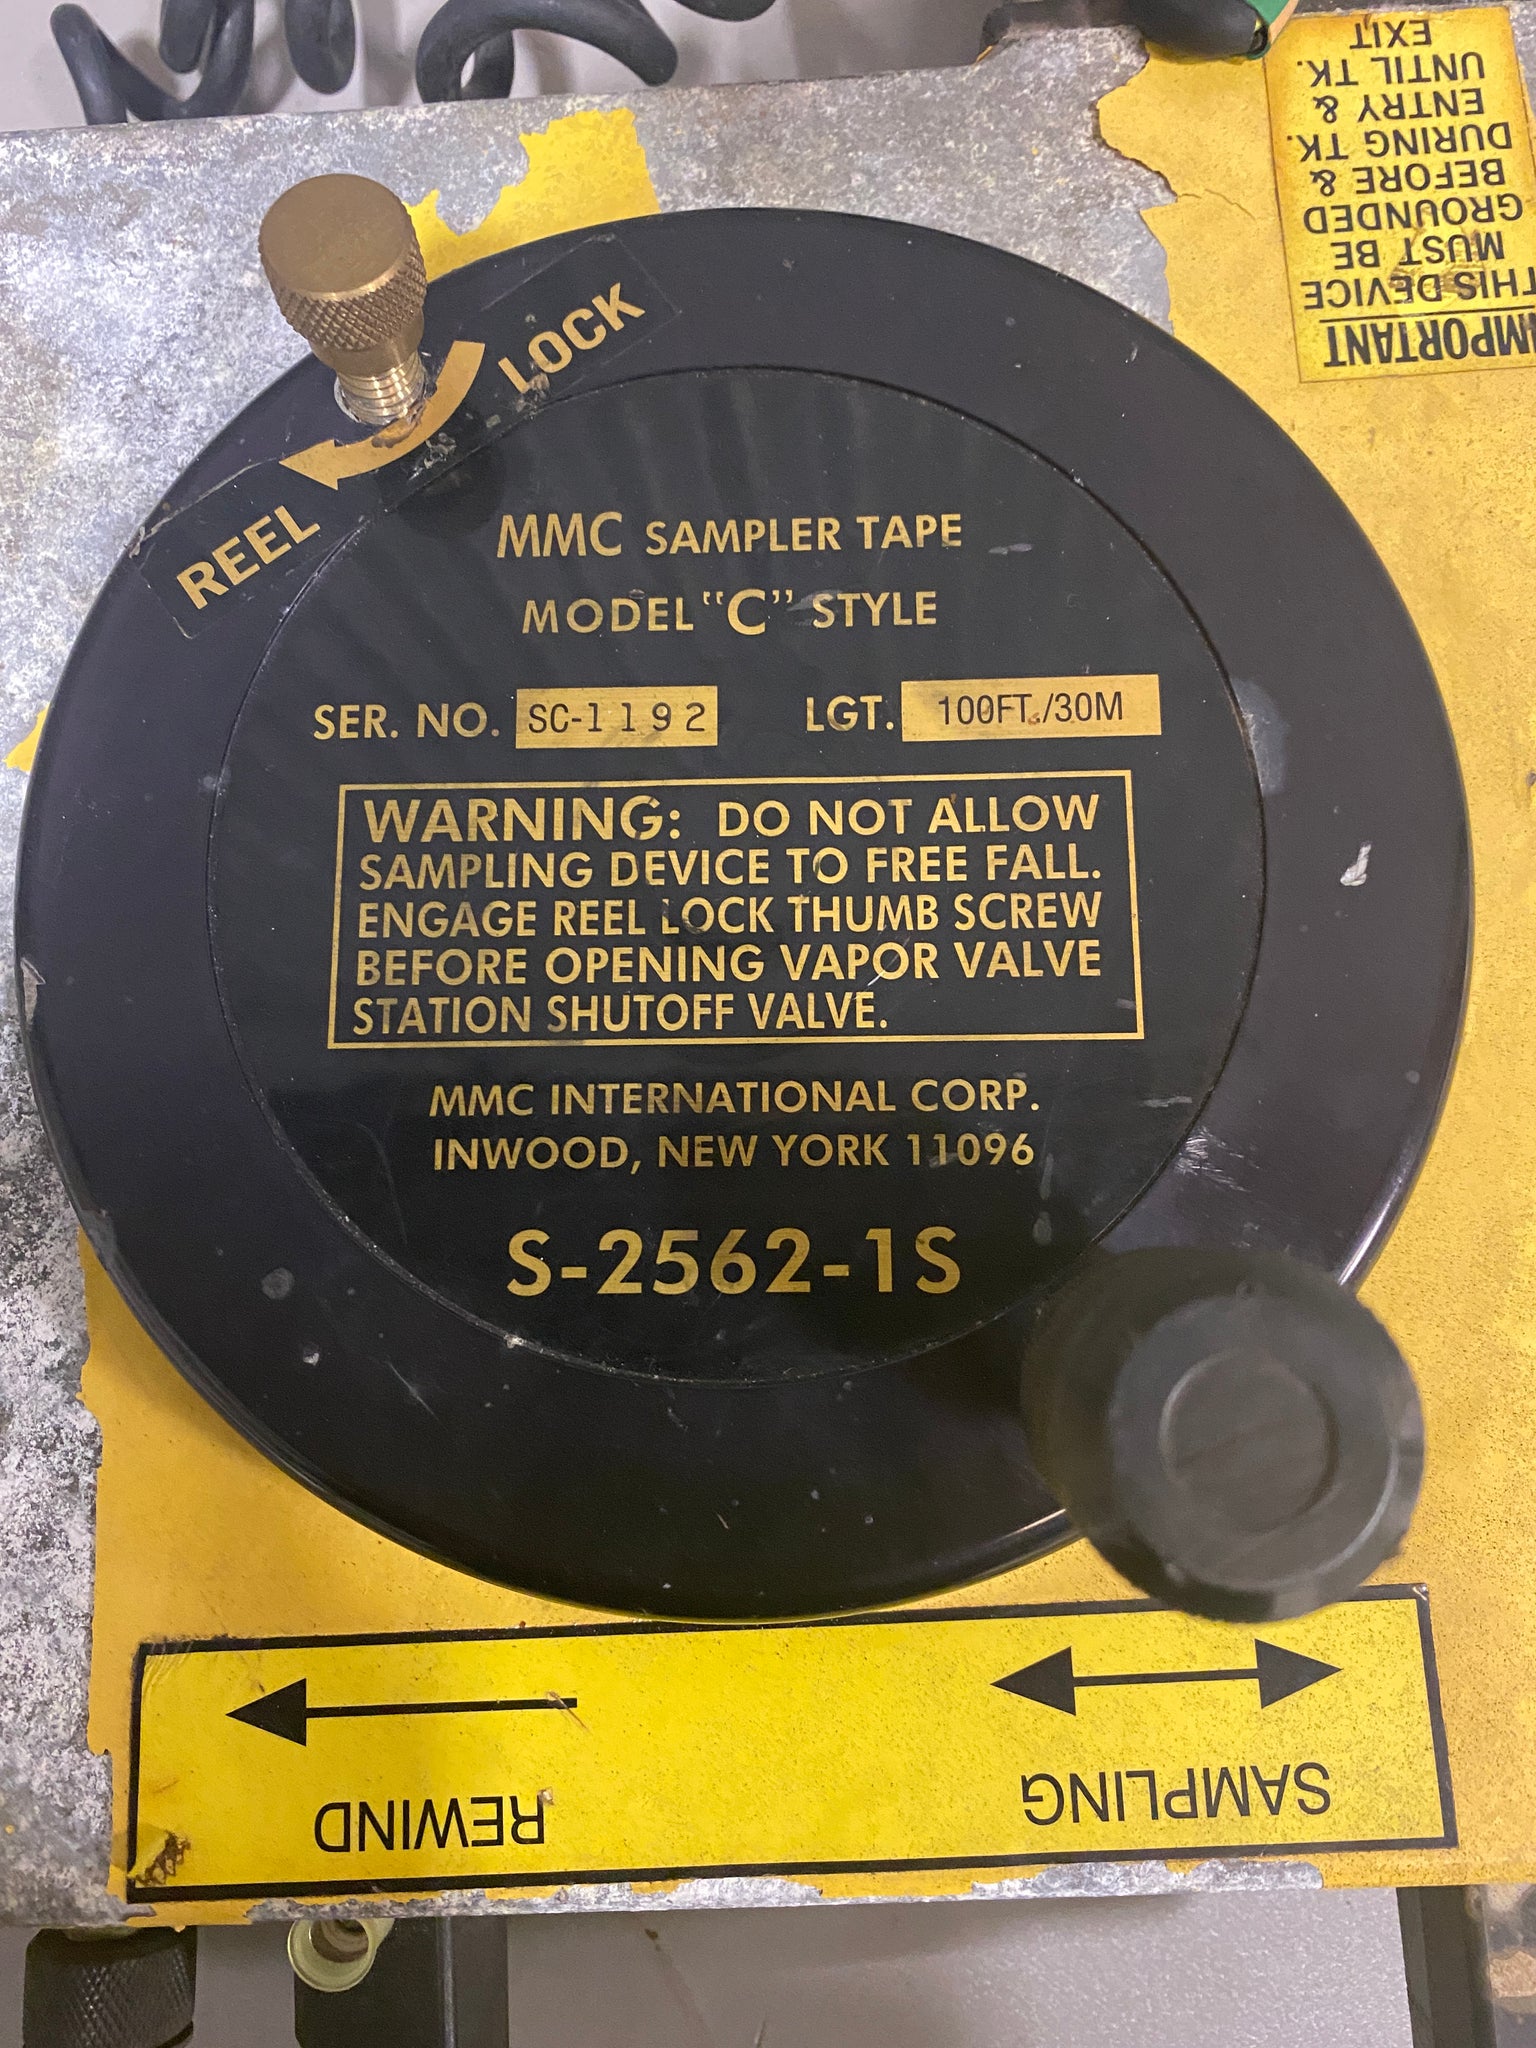 REEL LOCK
MMC SAMPLER TAPE
MODEL "C" STYLE
SER. NO. SC-1192 LGT. 100FT./30M
WARNING: DO NOT ALLOW
SAMPLING DEVICE TO FREE FALL.
ENGAGE REEL LOCK THUMB SCREW
BEFORE OPENING VAPOR VALVE
STATION SHUTOFF VALVE.
MMC INTERNATIONAL CORP.
INWOOD, NEW YORK 11096
S-2562-1S
IMPORTANT
THIS DEVICE
MUST BE
GROUNDED
BEFORE &
DURING TK.
ENTRY &
UNTIL TK.
EXIT
SAMPLING REWIND